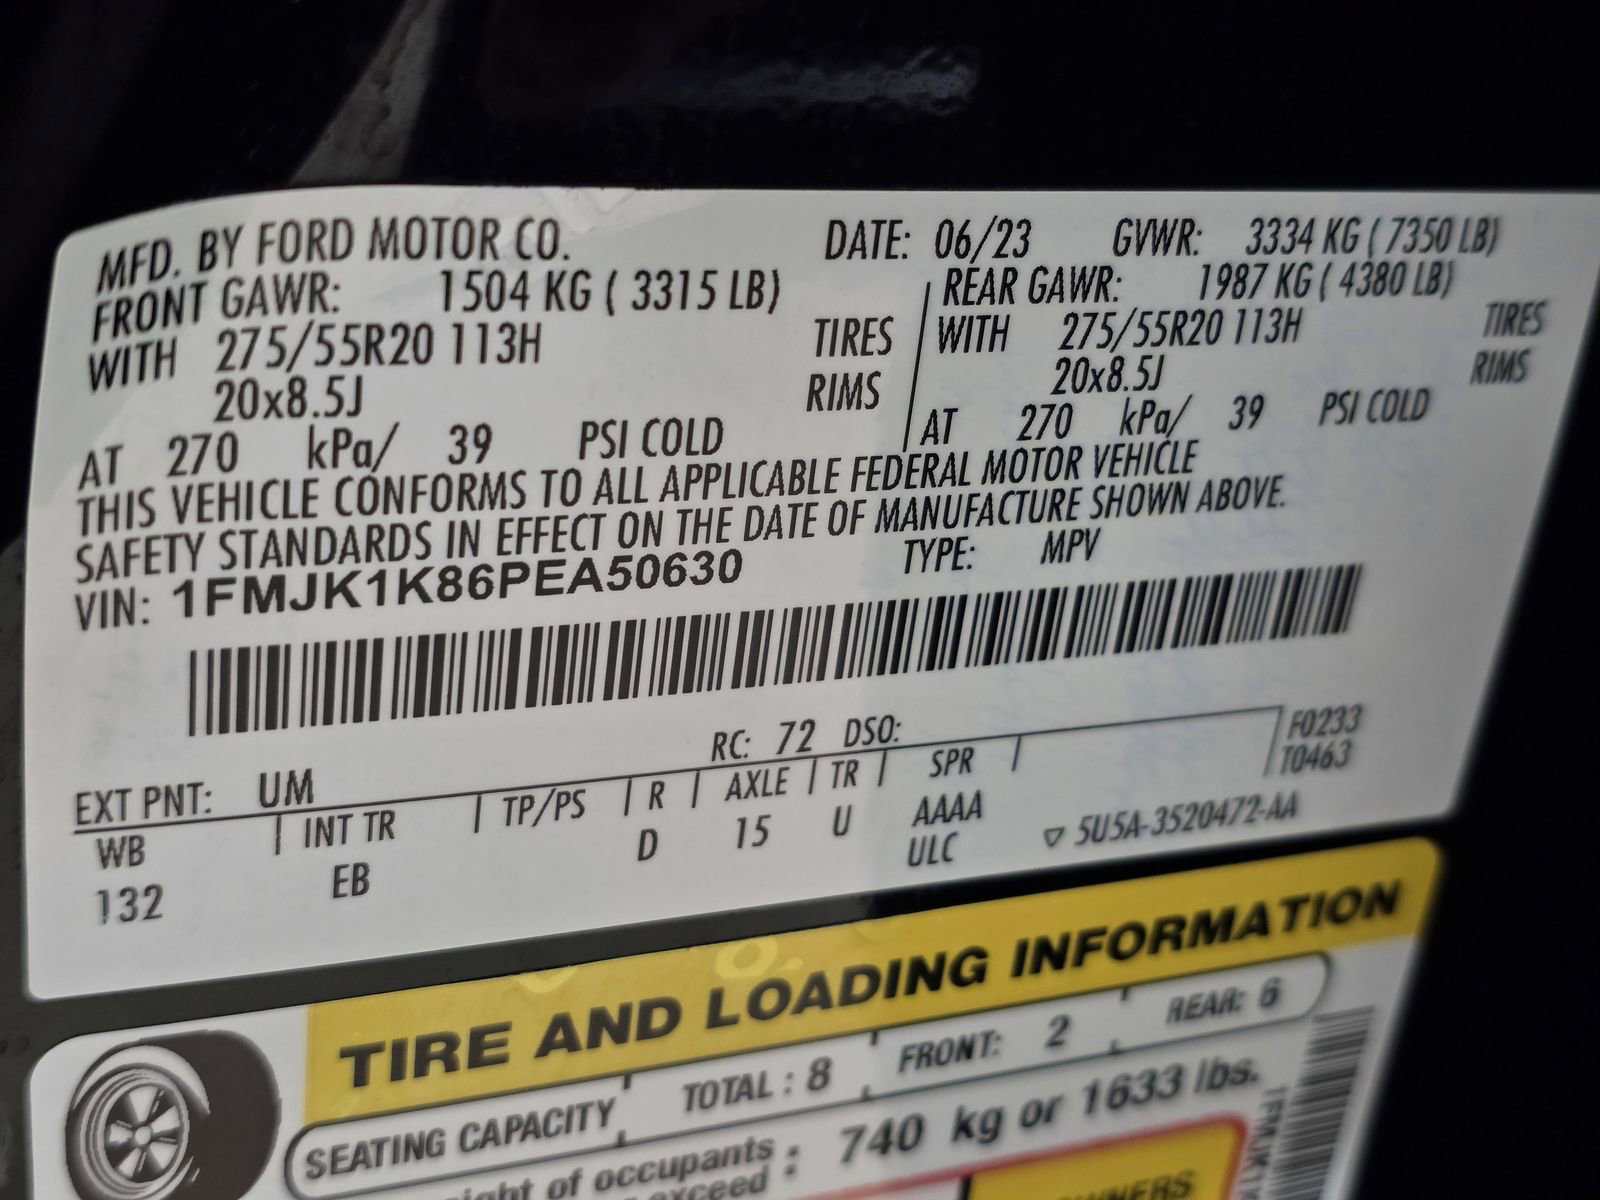 MFD. BY FORD MOTOR CO. DATE: 06/23 GVWR: 3334 KG ( 7350 LB)
FRONT GAWR: 1504 KG ( 3315 LB) REAR GAWR: 1987 KG ( 4380 LB)
WITH 275/55R20 113H TIRES WITH 275/55R20 113H TIRES
20x8.5J RIMS 20x8.5J RIMS
AT 270 kPa/ 39 PSI COLD AT 270 kPa/ 39 PSI COLD
THIS VEHICLE CONFORMS TO ALL APPLICABLE FEDERAL MOTOR VEHICLE
SAFETY STANDARDS IN EFFECT ON THE DATE OF MANUFACTURE SHOWN ABOVE.
VIN: 1FMJK1K86PEA50630 TYPE: MPV
EXT PNT: UM RC: 72 DSO: F0233
WB INT TR TP/PS R AXLE TR SPR T0463
132 EB D 15 U AAAA
ULC ▽ 5U5A-3520472-AA
TIRE AND LOADING INFORMATION
SEATING CAPACITY TOTAL : 8 FRONT: 2 REAR: 6
of occupants : 740 kg or 1633 lbs.
exceed